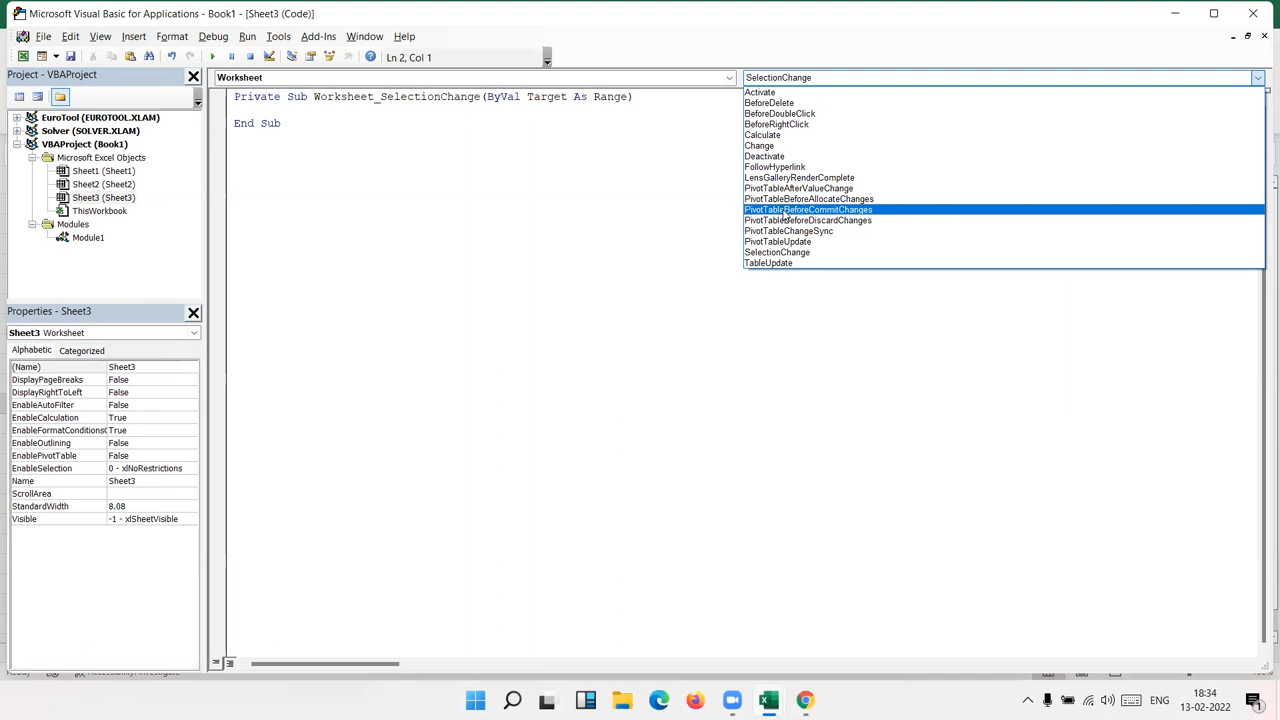 Microsoft Visual Basic for Applications - Book1 - [Sheet3 (Code)]
File Edit View Insert Format Debug Run Tools Add-Ins Window Help
Ln 2, Col 1
Project - VBAProject
Worksheet
SelectionChange
EuroTool (EUROTOOL.XLAM)
Solver (SOLVER.XLAM)
VBAProject (Book1)
Microsoft Excel Objects
Sheet1 (Sheet1)
Sheet2 (Sheet2)
Sheet3 (Sheet3)
ThisWorkbook
Modules
Module1
Private Sub Worksheet_SelectionChange(ByVal Target As Range)
End Sub
Activate
BeforeDelete
BeforeDoubleClick
BeforeRightClick
Calculate
Change
Deactivate
FollowHyperlink
LensGalleryRenderComplete
PivotTableAfterValueChange
PivotTableBeforeAllocateChanges
PivotTableBeforeCommitChanges
PivotTableBeforeDiscardChanges
PivotTableChangeSync
PivotTableUpdate
SelectionChange
TableUpdate
Properties - Sheet3
Sheet3 Worksheet
Alphabetic Categorized
(Name) Sheet3
DisplayPageBreaks False
DisplayRightToLeft False
EnableAutoFilter False
EnableCalculation True
EnableFormatConditions True
EnableOutlining False
EnablePivotTable False
EnableSelection 0 - xlNoRestrictions
Name Sheet3
ScrollArea
StandardWidth 8.08
Visible -1 - xlSheetVisible
ENG
18:34
13-02-2022
1